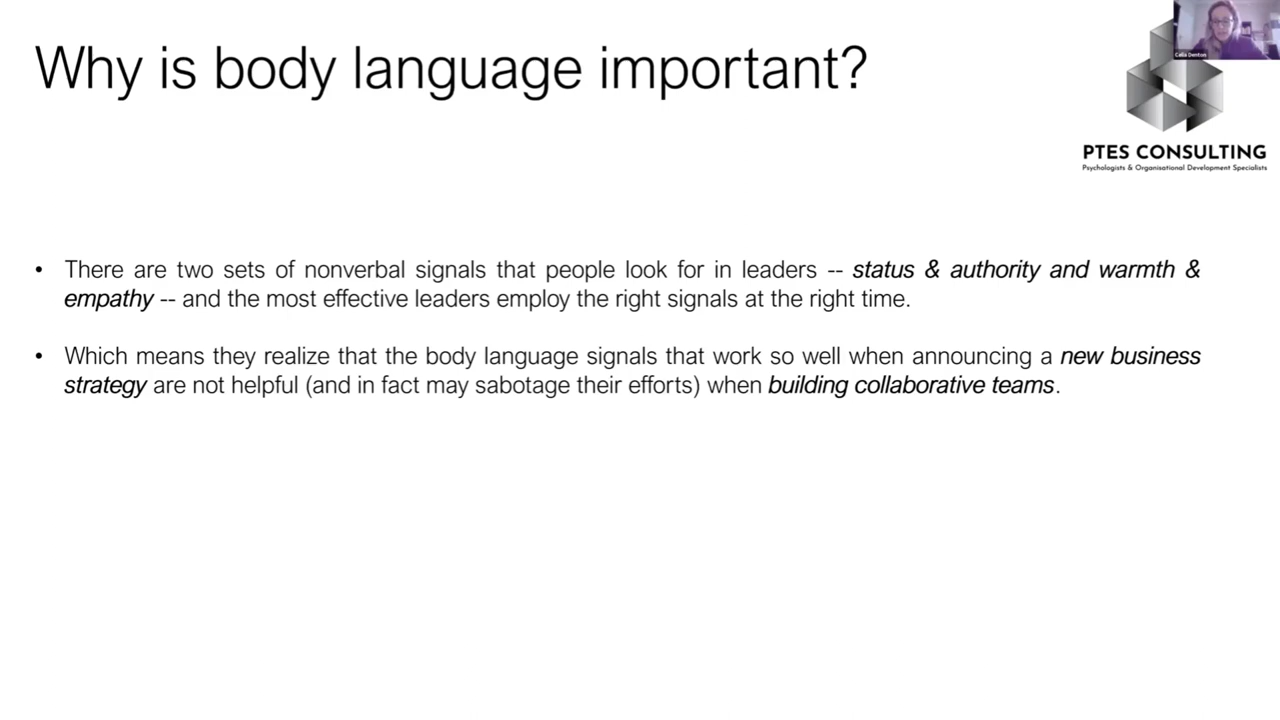 Why is body language important?
Celia Denton
PTES CONSULTING
Psychologists & Organisational Development Specialists
• There are two sets of nonverbal signals that people look for in leaders -- status & authority and warmth &
empathy -- and the most effective leaders employ the right signals at the right time.
• Which means they realize that the body language signals that work so well when announcing a new business
strategy are not helpful (and in fact may sabotage their efforts) when building collaborative teams.